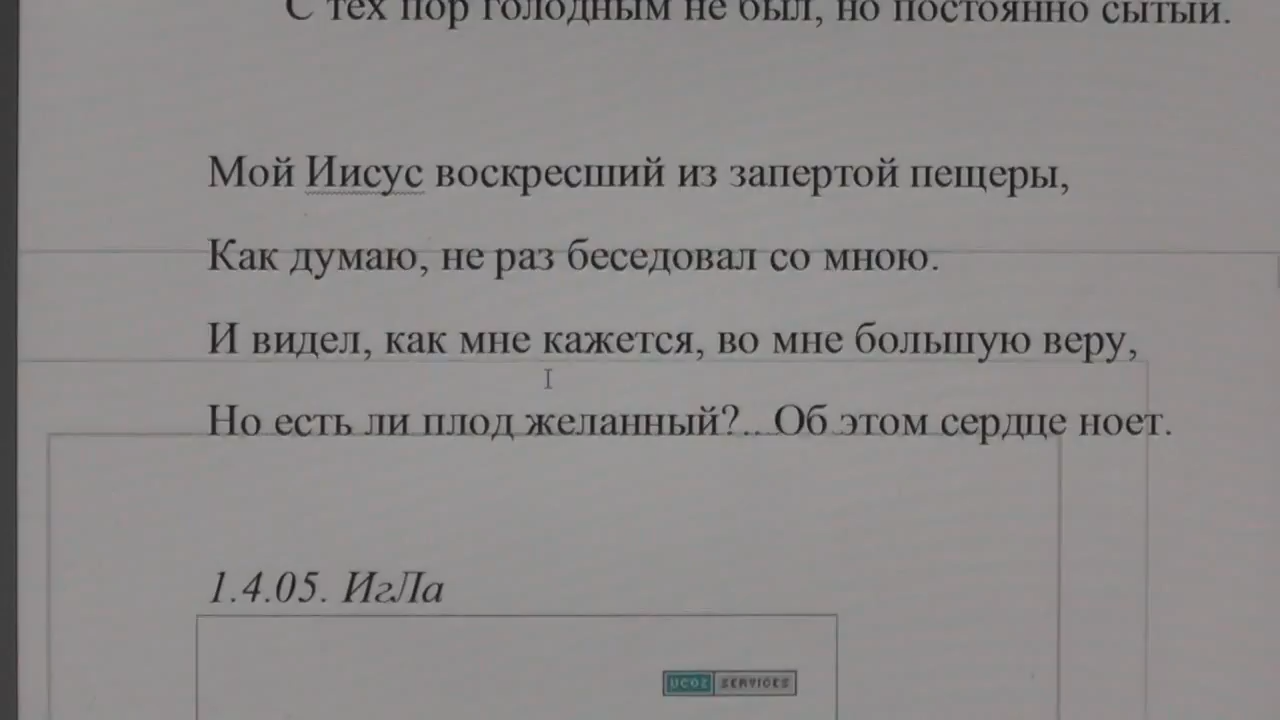 С тех пор голодным не был, но постоянно сытый.
Мой Иисус воскресший из запертой пещеры,
Как думаю, не раз беседовал со мною.
И видел, как мне кажется, во мне большую веру,
Но есть ли плод желанный?.. Об этом сердце ноет.
1.4.05. ИгЛа
UCOZ SERVICES